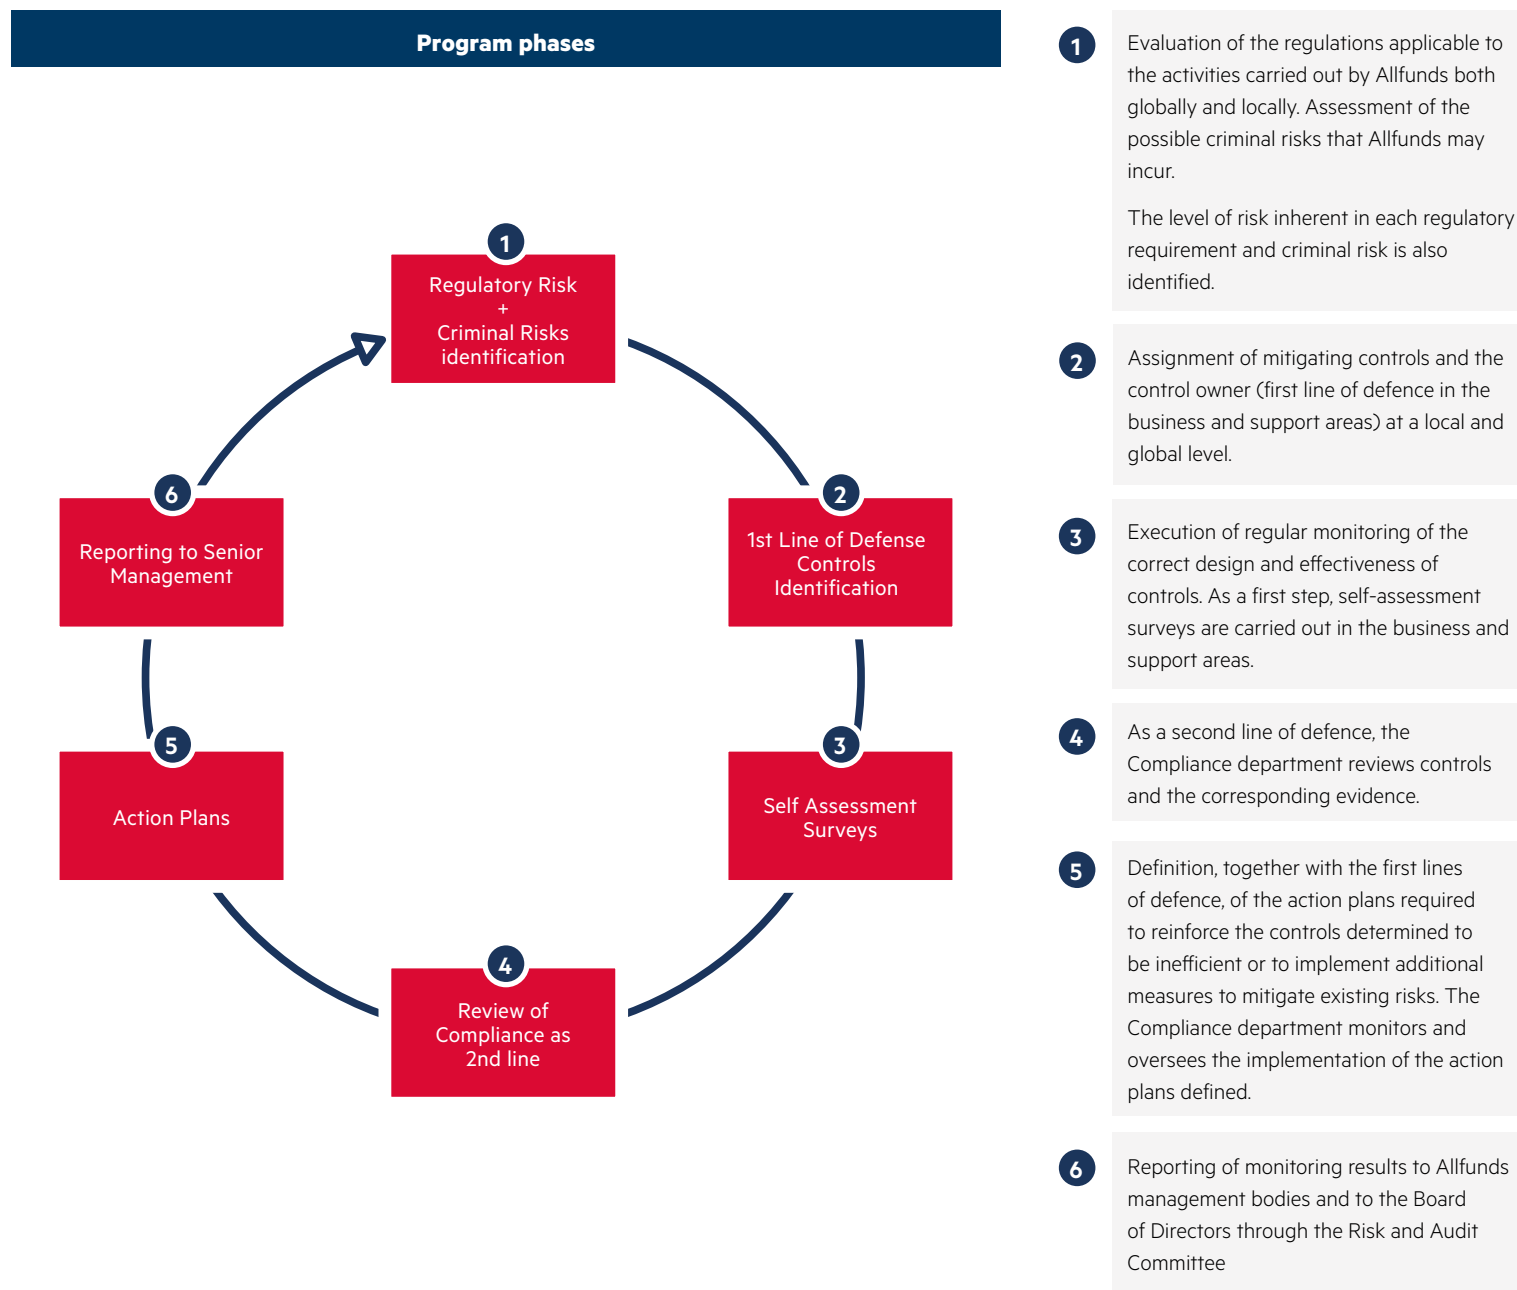 Program phases
1
Regulatory Risk
+
Criminal Risks
identification
2
1st Line of Defense
Controls
Identification
3
Self Assessment
Surveys
4
Review of
Compliance as
2nd line
5
Action Plans
6
Reporting to Senior
Management
1
Evaluation of the regulations applicable to
the activities carried out by Allfunds both
globally and locally. Assessment of the
possible criminal risks that Allfunds may
incur.
The level of risk inherent in each regulatory
requirement and criminal risk is also
identified.
2
Assignment of mitigating controls and the
control owner (first line of defence in the
business and support areas) at a local and
global level.
3
Execution of regular monitoring of the
correct design and effectiveness of
controls. As a first step, self-assessment
surveys are carried out in the business and
support areas.
4
As a second line of defence, the
Compliance department reviews controls
and the corresponding evidence.
5
Definition, together with the first lines
of defence, of the action plans required
to reinforce the controls determined to
be inefficient or to implement additional
measures to mitigate existing risks. The
Compliance department monitors and
oversees the implementation of the action
plans defined.
6
Reporting of monitoring results to Allfunds
management bodies and to the Board
of Directors through the Risk and Audit
Committee